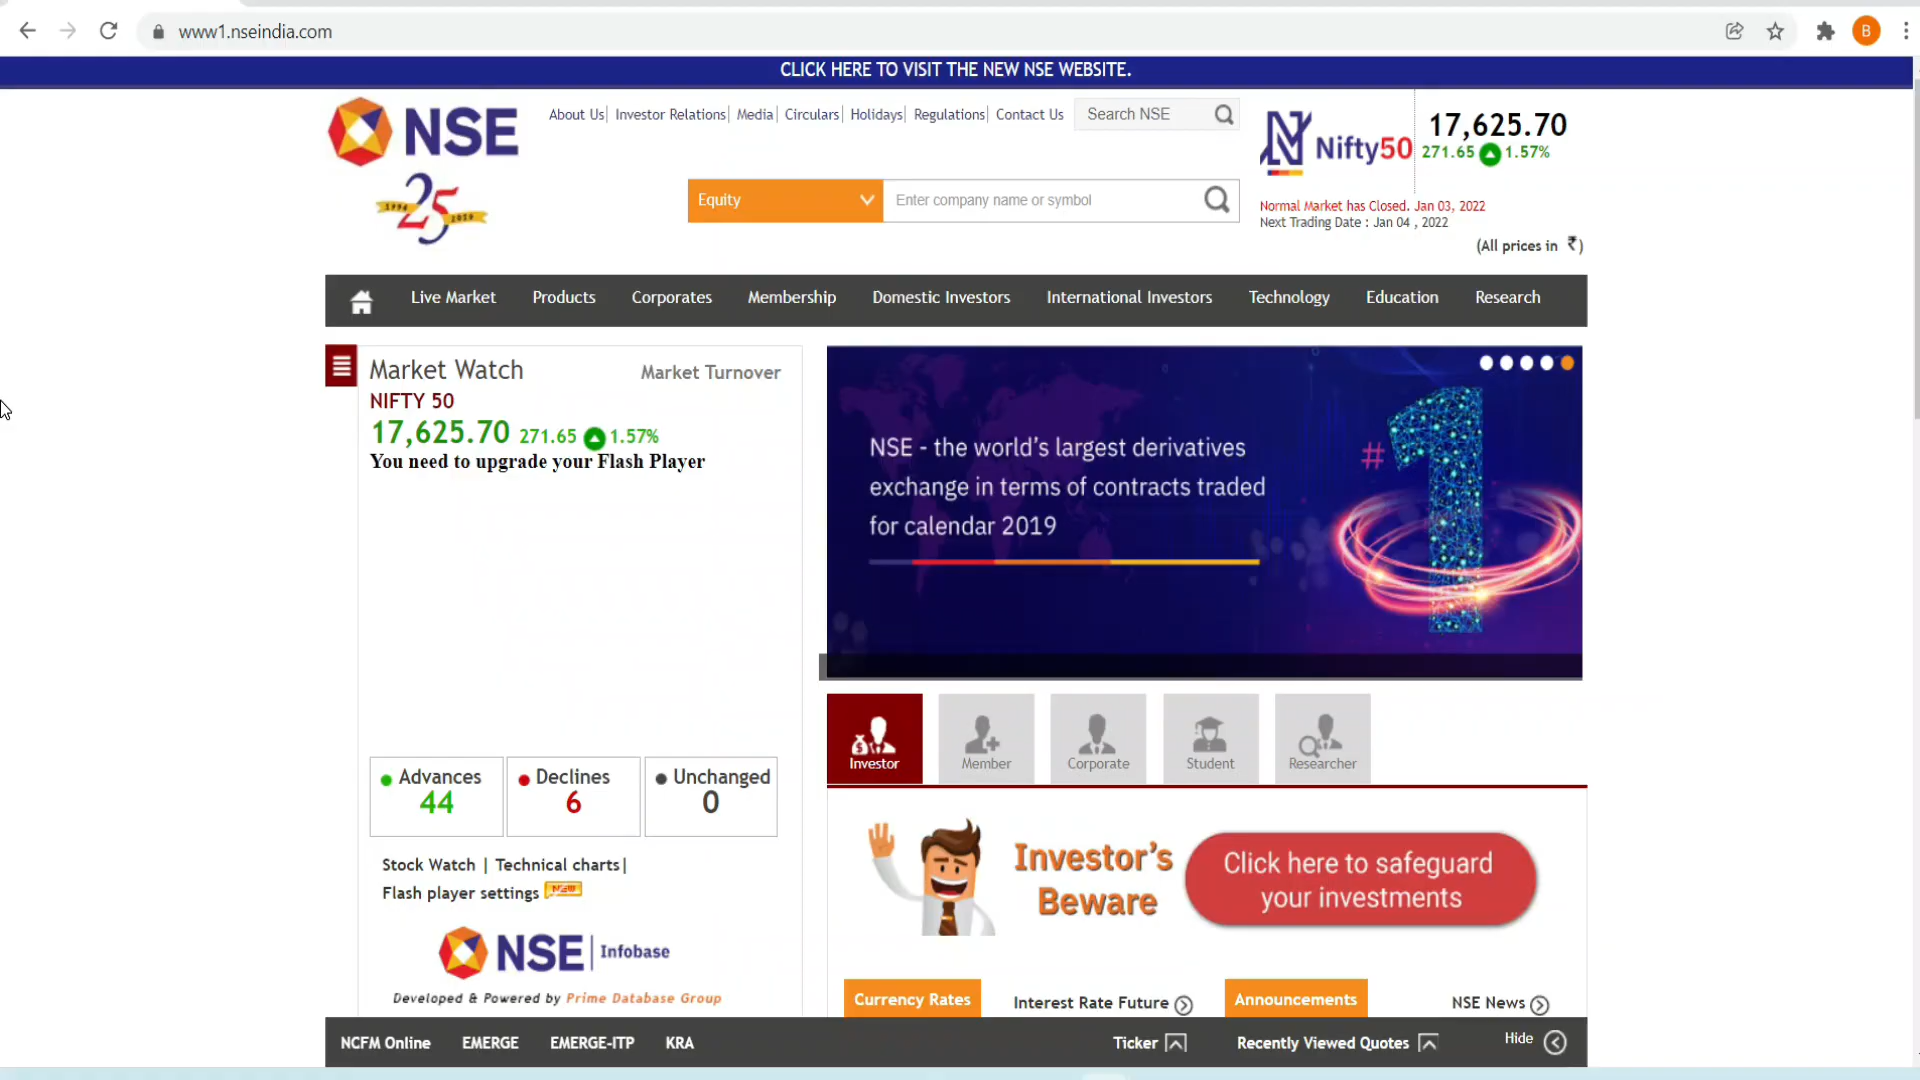 www1.nseindia.com
B
CLICK HERE TO VISIT THE NEW NSE WEBSITE.
NSE
1994 25 2019
About Us| Investor Relations| Media| Circulars| Holidays| Regulations| Contact Us
Search NSE
Nifty50
17,625.70
271.65 1.57%
Equity
Enter company name or symbol
Normal Market has Closed. Jan 03, 2022
Next Trading Date : Jan 04 , 2022
(All prices in ₹)
Live Market Products Corporates Membership Domestic Investors International Investors Technology Education Research
Market Watch
Market Turnover
NIFTY 50
17,625.70 271.65 1.57%
You need to upgrade your Flash Player
NSE - the world's largest derivatives
exchange in terms of contracts traded
for calendar 2019
#1
Investor
Member
Corporate
Student
Researcher
Advances
44
Declines
6
Unchanged
0
Stock Watch | Technical charts|
Flash player settings NEW
NSE | Infobase
Developed & Powered by Prime Database Group
Investor's
Beware
Click here to safeguard
your investments
Currency Rates
Interest Rate Future
Announcements
NSE News
NCFM Online EMERGE EMERGE-ITP KRA
Ticker
Recently Viewed Quotes
Hide